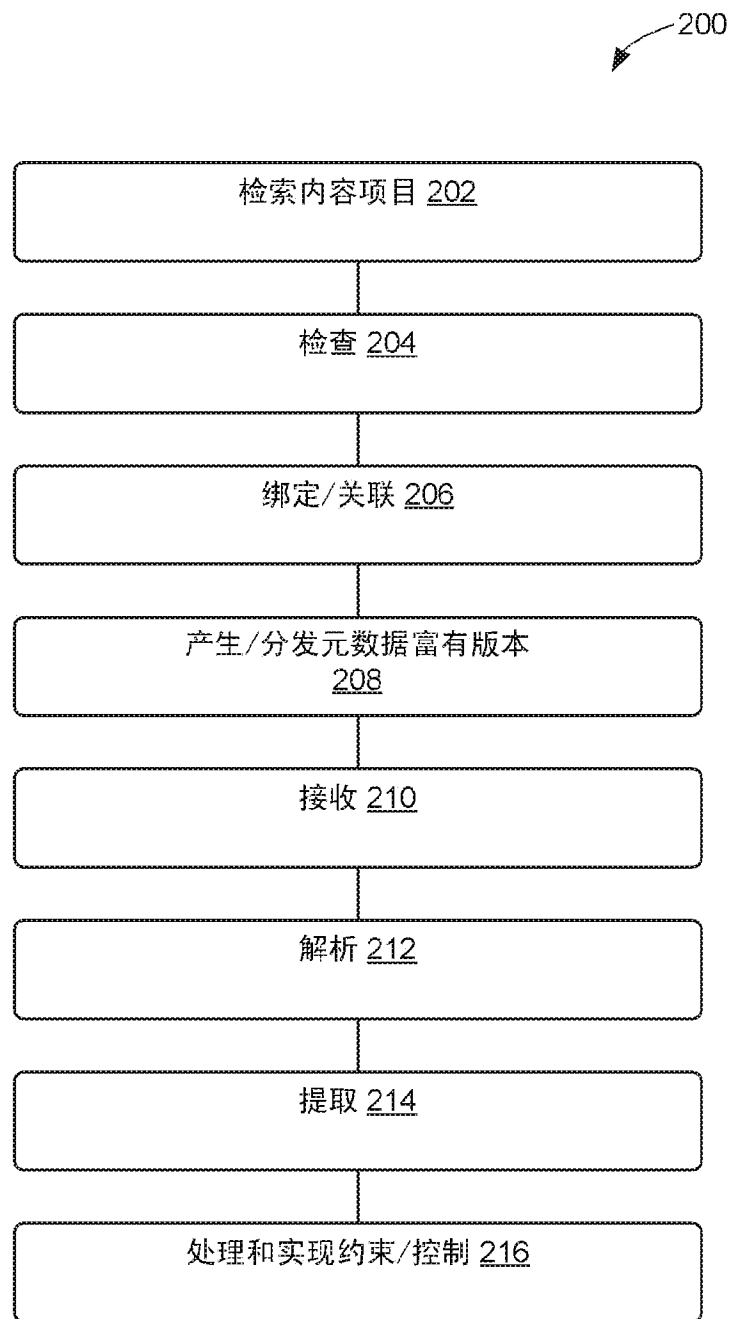 200
检索内容项目 202
检查 204
绑定/关联 206
产生/分发元数据富有版本
208
接收 210
解析 212
提取 214
处理和实现约束/控制 216